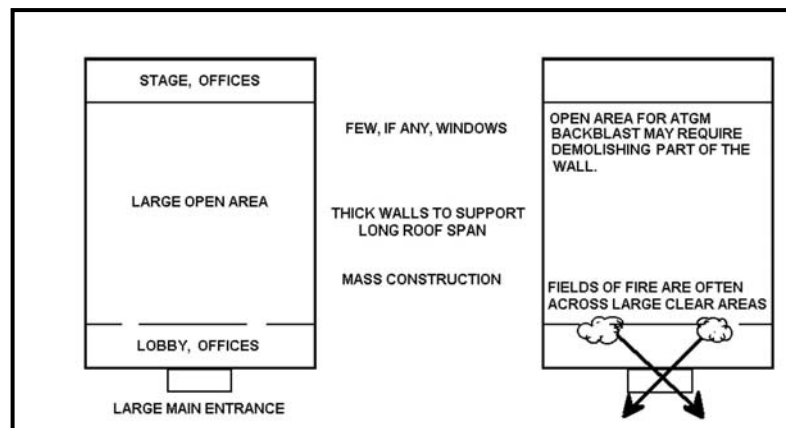 STAGE, OFFICES
LARGE OPEN AREA
LOBBY, OFFICES
LARGE MAIN ENTRANCE
FEW, IF ANY, WINDOWS
THICK WALLS TO SUPPORT
LONG ROOF SPAN
MASS CONSTRUCTION
OPEN AREA FOR ATGM
BACKBLAST MAY REQUIRE
DEMOLISHING PART OF THE
WALL.
FIELDS OF FIRE ARE OFTEN
ACROSS LARGE CLEAR AREAS